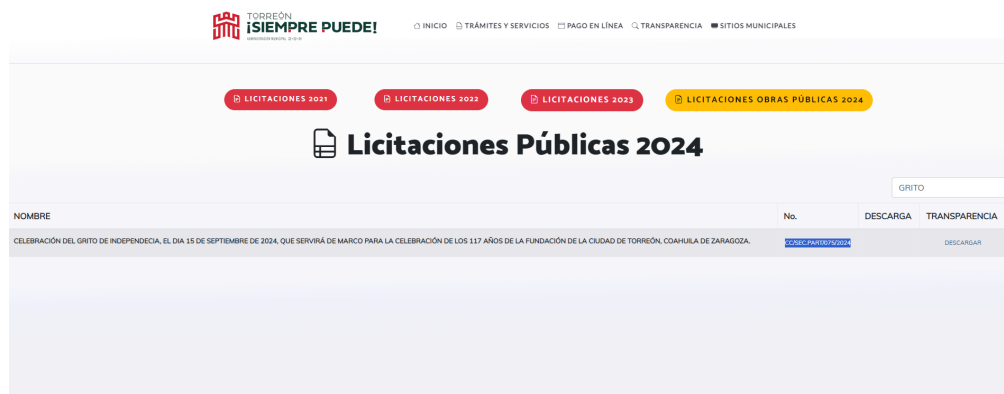 TORREÓN
¡SIEMPRE PUEDE!
INICIO TRÁMITES Y SERVICIOS PAGO EN LÍNEA TRANSPARENCIA SITIOS MUNICIPALES
LICITACIONES 2021 LICITACIONES 2022 LICITACIONES 2023 LICITACIONES OBRAS PÚBLICAS 2024
Licitaciones Públicas 2024
GRITO
NOMBRE No. DESCARGA TRANSPARENCIA
CELEBRACIÓN DEL GRITO DE INDEPENDECIA, EL DIA 15 DE SEPTIEMBRE DE 2024, QUE SERVIRÁ DE MARCO PARA LA CELEBRACIÓN DE LOS 117 AÑOS DE LA FUNDACIÓN DE LA CIUDAD DE TORREÓN, COAHUILA DE ZARAGOZA. CC/SEC.PART/075/2024 DESCARGAR